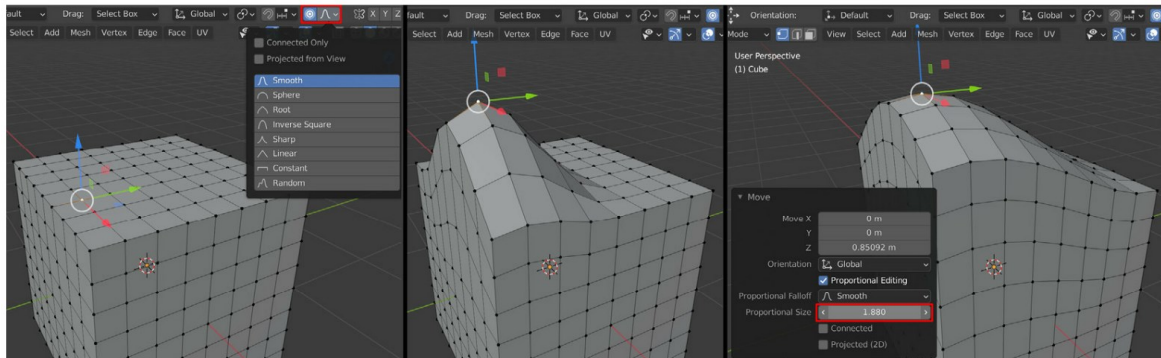 ault
Drag:
Select Box
Global
X Y Z
Select Add Mesh Vertex Edge Face UV
Connected Only
Projected from View
Smooth
Sphere
Root
Inverse Square
Sharp
Linear
Constant
Random
fault
Drag:
Select Box
Global
Select Add Mesh Vertex Edge Face UV
Orientation:
Default
Drag:
Select Box
Global
Mode
View Select Add Mesh Vertex Edge Face UV
User Perspective
(1) Cube
Move
Move X 0 m
Y 0 m
Z 0.85092 m
Orientation Global
Proportional Editing
Proportional Falloff Smooth
Proportional Size 1.880
Connected
Projected (2D)